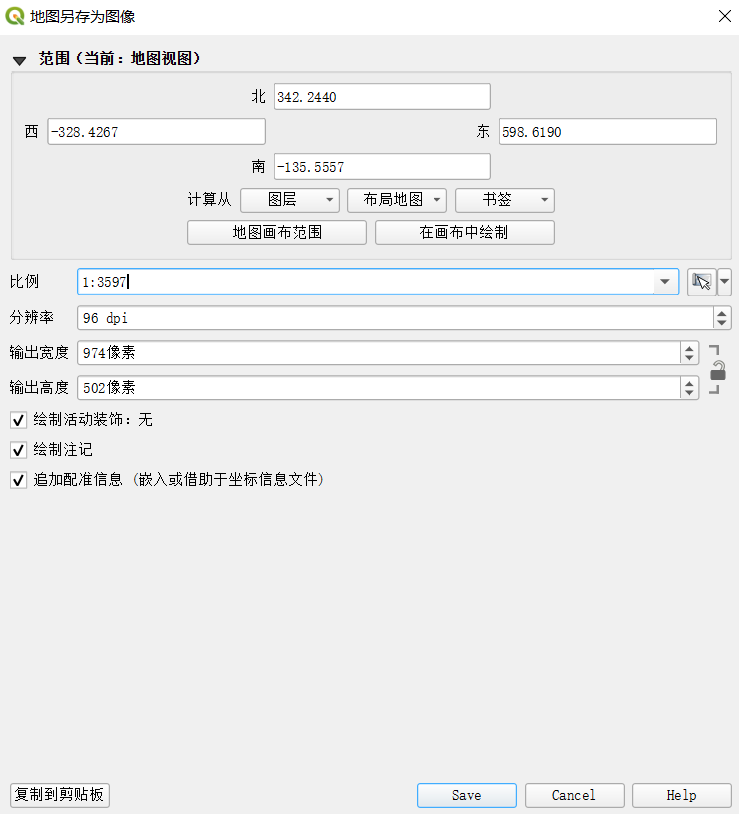 地图另存为图像
范围(当前：地图视图)
北 342.2440
西 -328.4267 东 598.6190
南 -135.5557
计算从 图层 布局地图 书签
地图画布范围 在画布中绘制
比例 1:3597
分辨率 96 dpi
输出宽度 974像素
输出高度 502像素
绘制活动装饰：无
绘制注记
追加配准信息 (嵌入或借助于坐标信息文件)
复制到剪贴板 Save Cancel Help